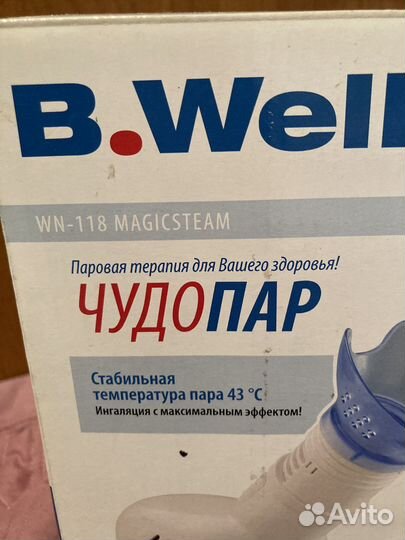 B.Well
WN-118 MAGICSTEAM
Паровая терапия для Вашего здоровья!
ЧУДОПАР
Стабильная
температура пара 43 °С
Ингаляция с максимальным эффектом!
Avito